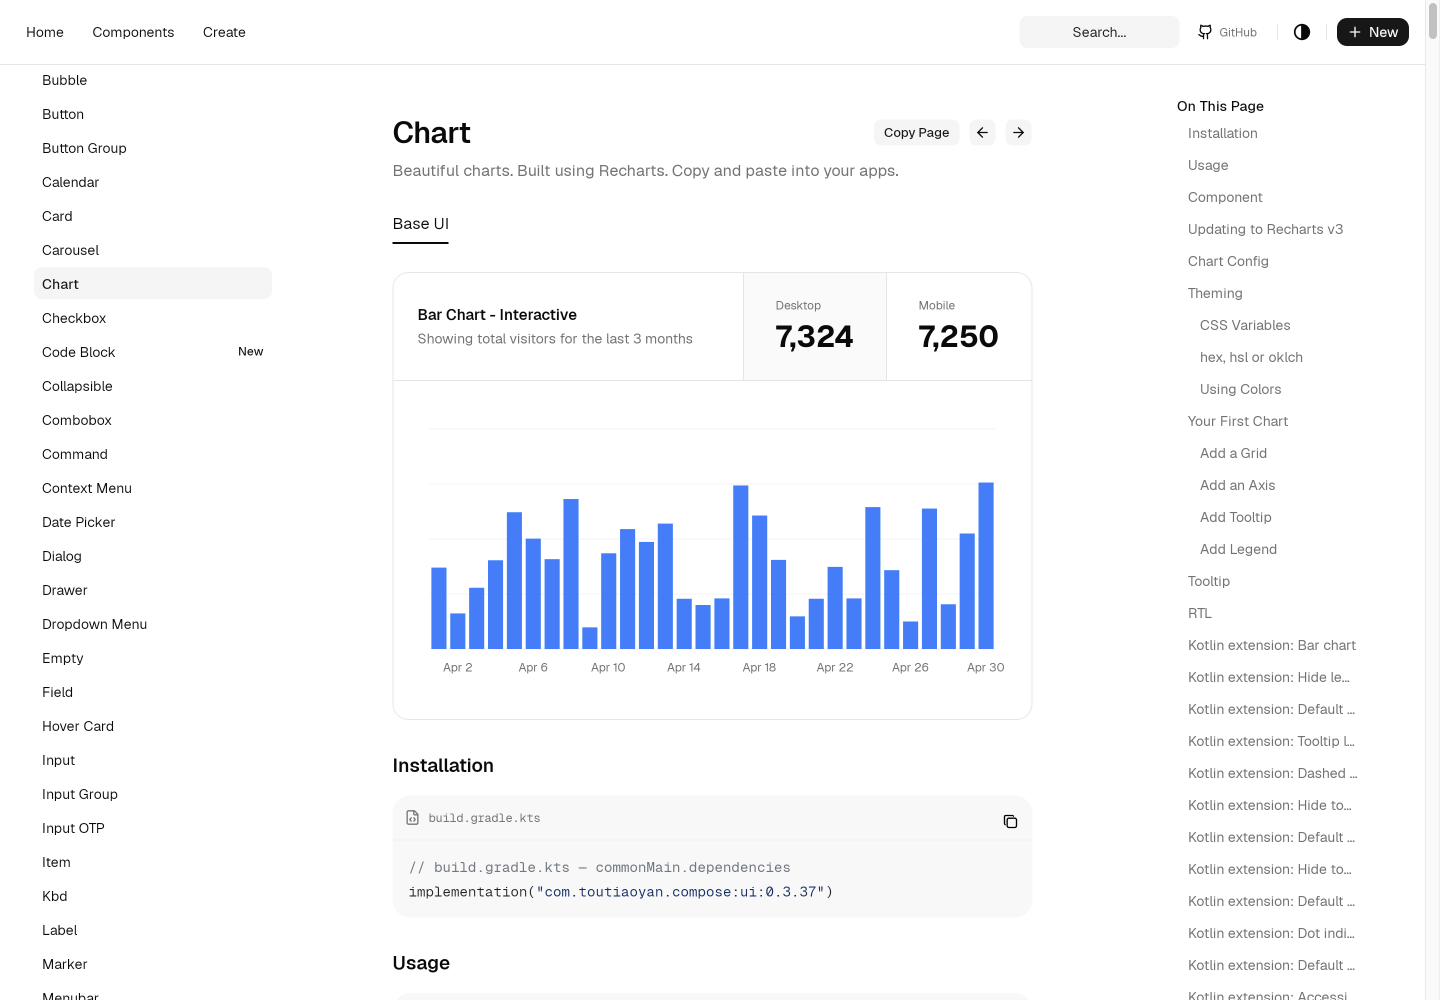 Home
Components
Create
Search...
GitHub
New
Bubble
Button
Button Group
Calendar
Card
Carousel
Chart
Checkbox
Code Block
New
Collapsible
Combobox
Command
Context Menu
Date Picker
Dialog
Drawer
Dropdown Menu
Empty
Field
Hover Card
Input
Input Group
Input OTP
Item
Kbd
Label
Marker
Menubar
Chart
Copy Page
Beautiful charts. Built using Recharts. Copy and paste into your apps.
Base UI
Bar Chart - Interactive
Showing total visitors for the last 3 months
Desktop
7,324
Mobile
7,250
Apr 2
Apr 6
Apr 10
Apr 14
Apr 18
Apr 22
Apr 26
Apr 30
Installation
build.gradle.kts
// build.gradle.kts — commonMain.dependencies
implementation("com.toutiaoyan.compose:ui:0.3.37")
Usage
On This Page
Installation
Usage
Component
Updating to Recharts v3
Chart Config
Theming
CSS Variables
hex, hsl or oklch
Using Colors
Your First Chart
Add a Grid
Add an Axis
Add Tooltip
Add Legend
Tooltip
RTL
Kotlin extension: Bar chart
Kotlin extension: Hide le...
Kotlin extension: Default ...
Kotlin extension: Tooltip l...
Kotlin extension: Dashed ...
Kotlin extension: Hide to...
Kotlin extension: Default ...
Kotlin extension: Hide to...
Kotlin extension: Default ...
Kotlin extension: Dot indi...
Kotlin extension: Default ...
Kotlin extension: Accessi...